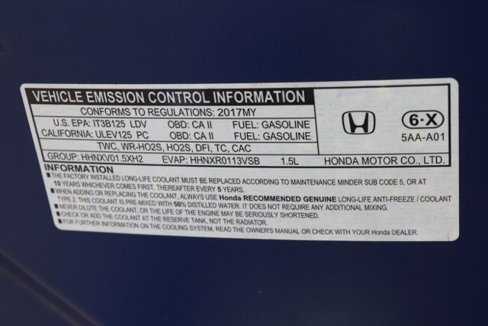 VEHICLE EMISSION CONTROL INFORMATION
CONFORMS TO REGULATIONS: 2017MY
U.S. EPA: IT3B125 LDV OBD: CA II FUEL: GASOLINE
CALIFORNIA: ULEV125 PC OBD: CA II FUEL: GASOLINE
TWC, WR-HO2S, HO2S, DFI, TC, CAC
GROUP: HHNXV01.5XH2 EVAP: HHNXR0113VSB 1.5L
6·X
5AA-A01
HONDA MOTOR CO., LTD.
■THE FACTORY INSTALLED LONG-LIFE COOLANT MUST BE REPLACED ACCORDING TO MAINTENANCE MINDER SUB CODE 5, OR AT
10 YEARS WHICHEVER COMES FIRST. THEREAFTER EVERY 5 YEARS.
■WHEN ADDING OR REPLACING THE COOLANT, ALWAYS USE Honda RECOMMENDED GENUINE LONG-LIFE ANTI-FREEZE / COOLANT
TYPE 2. THIS COOLANT IS PRE-MIXED WITH 50% DISTILLED WATER. IT DOES NOT REQUIRE ANY ADDITIONAL MIXING.
■NEVER DILUTE THE COOLANT, OR THE ENGINE MAY BE SERIOUSLY SHORTENED.
■CHECK OR ADD THE COOLANT AT THE RESERVE TANK, NOT THE RADIATOR.
■FOR FURTHER INFORMATION ON THE COOLING SYSTEM, READ THE OWNER'S MANUAL OR CHECK WITH YOUR Honda DEALER.